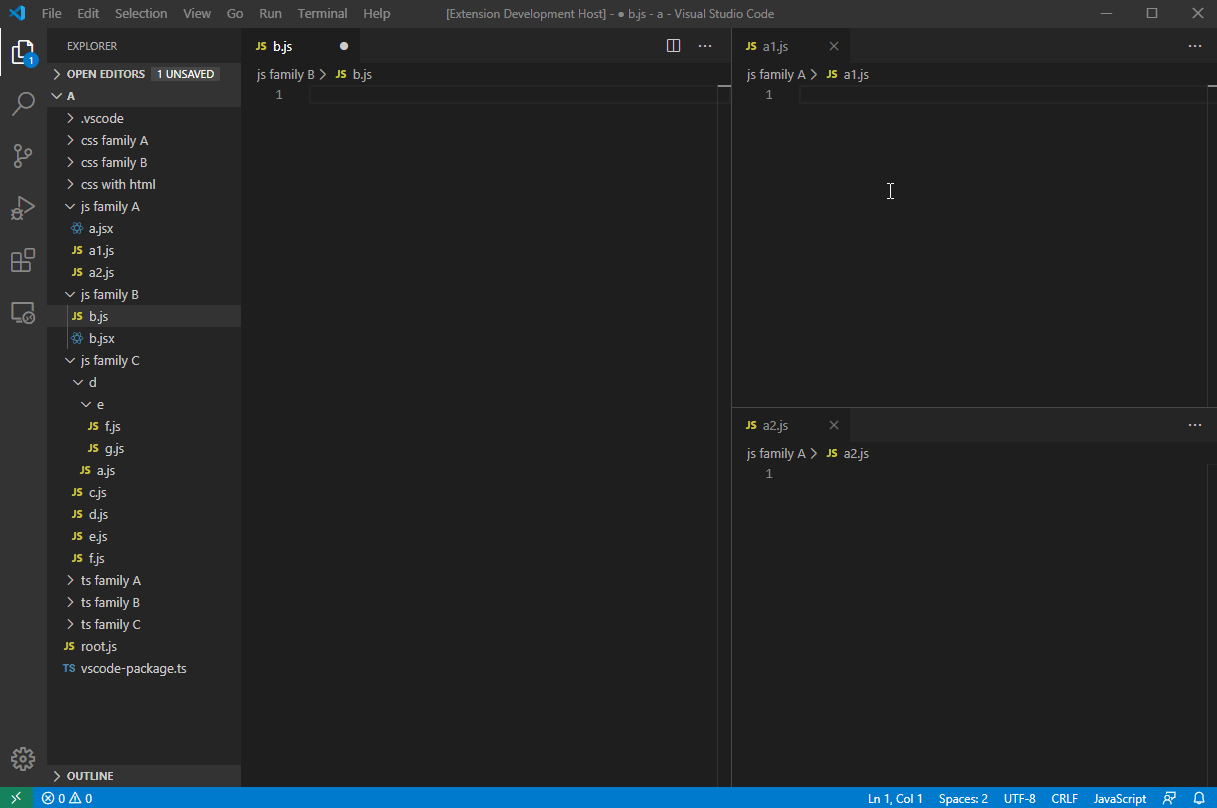 File Edit Selection View Go Run Terminal Help [Extension Development Host] - ● b.js - a - Visual Studio Code
1
EXPLORER
OPEN EDITORS 1 UNSAVED
A
.vscode
css family A
css family B
css with html
js family A
a.jsx
JS a1.js
JS a2.js
js family B
JS b.js
b.jsx
js family C
d
e
JS f.js
JS g.js
JS a.js
JS c.js
JS d.js
JS e.js
JS f.js
ts family A
ts family B
ts family C
JS root.js
TS vscode-package.ts
OUTLINE
JS b.js ●
js family B > JS b.js
1
JS a1.js
js family A > JS a1.js
1
JS a2.js
js family A > JS a2.js
1
0 0 Ln 1, Col 1 Spaces: 2 UTF-8 CRLF JavaScript